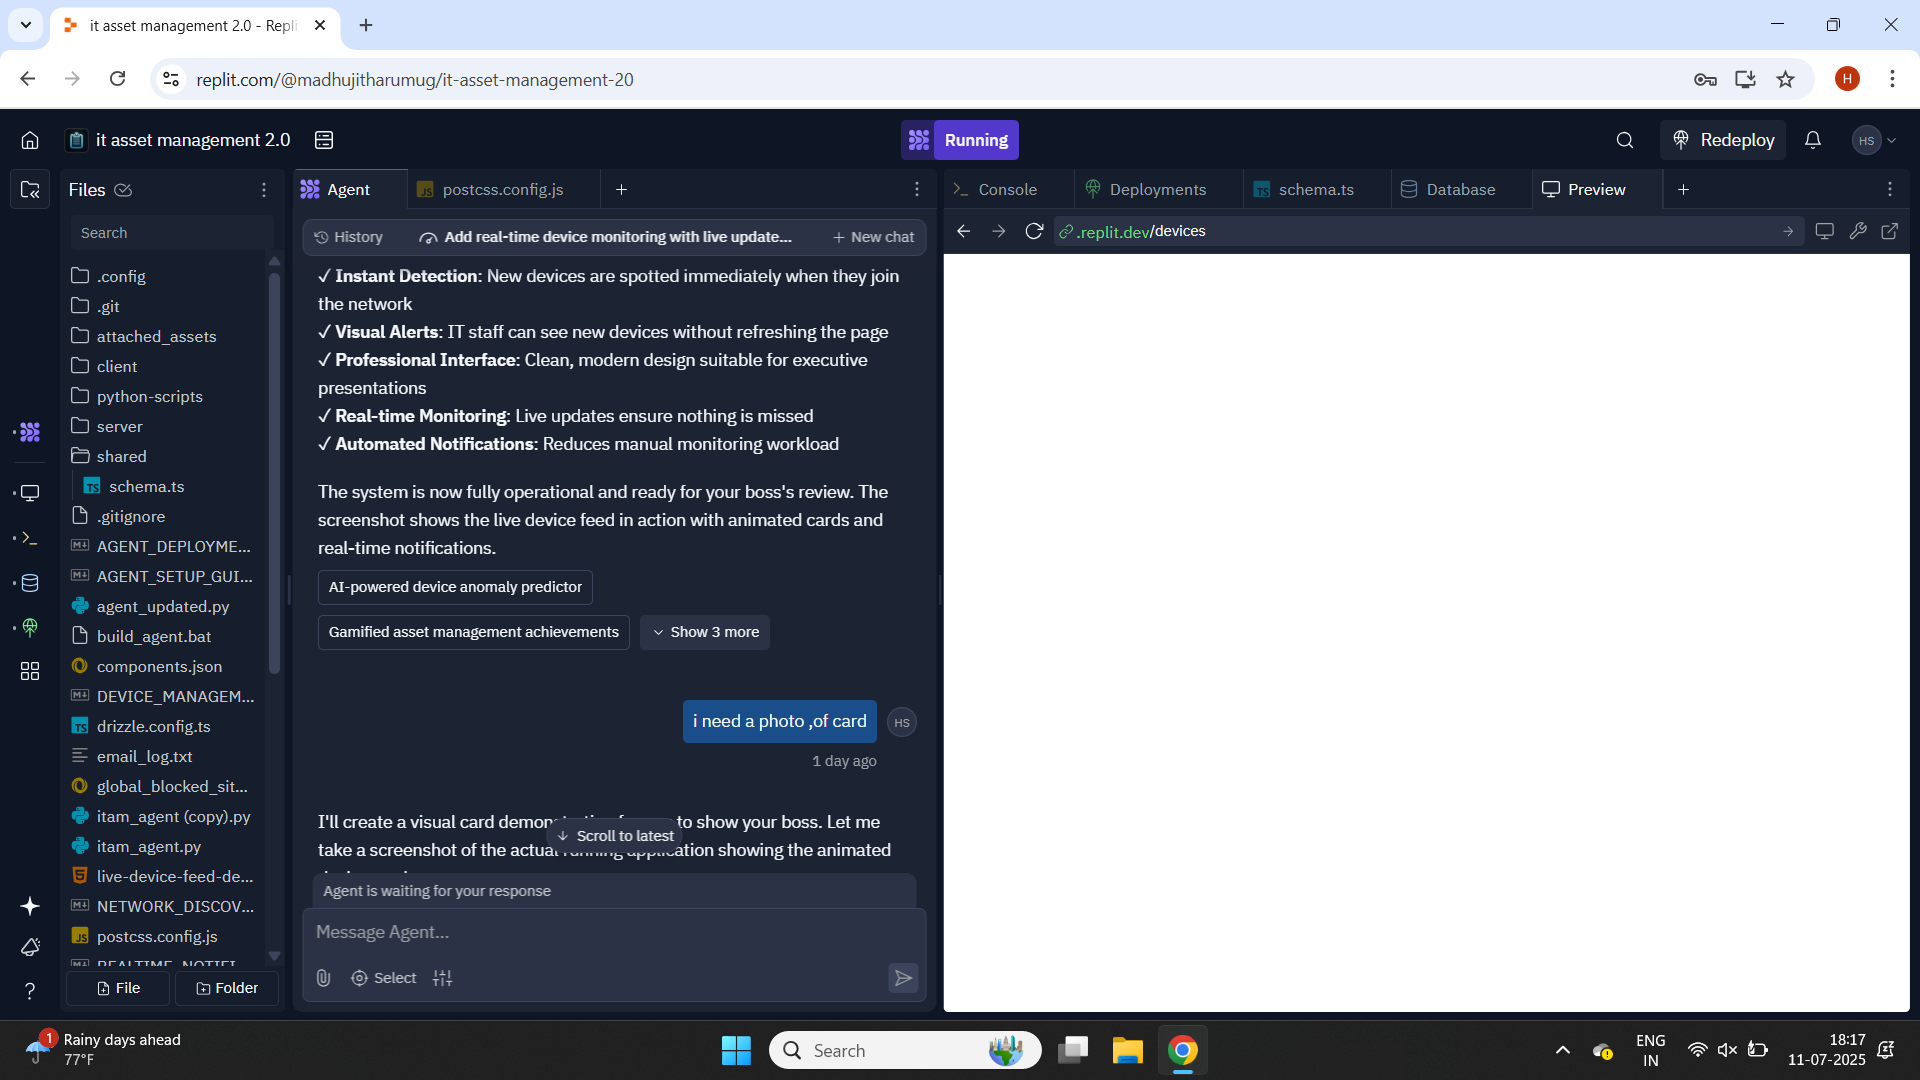 it asset management 2.0 - Repli
replit.com/@madhujitharumug/it-asset-management-20
H
it asset management 2.0
Running
Redeploy
HS
Files
Search
.config
.git
attached_assets
client
python-scripts
server
shared
TS schema.ts
.gitignore
AGENT_DEPLOYME...
AGENT_SETUP_GUI...
agent_updated.py
build_agent.bat
components.json
DEVICE_MANAGEM...
TS drizzle.config.ts
email_log.txt
global_blocked_sit...
itam_agent (copy).py
itam_agent.py
live-device-feed-de...
NETWORK_DISCOV...
JS postcss.config.js
File
Folder
Agent
JS postcss.config.js
History
Add real-time device monitoring with live update...
New chat
✓ Instant Detection: New devices are spotted immediately when they join
the network
✓ Visual Alerts: IT staff can see new devices without refreshing the page
✓ Professional Interface: Clean, modern design suitable for executive
presentations
✓ Real-time Monitoring: Live updates ensure nothing is missed
✓ Automated Notifications: Reduces manual monitoring workload
The system is now fully operational and ready for your boss's review. The
screenshot shows the live device feed in action with animated cards and
real-time notifications.
AI-powered device anomaly predictor
Gamified asset management achievements
Show 3 more
i need a photo ,of card
HS
1 day ago
I'll create a visual card to show your boss. Let me
Scroll to latest
take a screenshot of the actual running application showing the animated
Agent is waiting for your response
Message Agent...
Select
Console
Deployments
TS schema.ts
Database
Preview
.replit.dev/devices
1
Rainy days ahead
77°F
Search
ENG
IN
18:17
11-07-2025